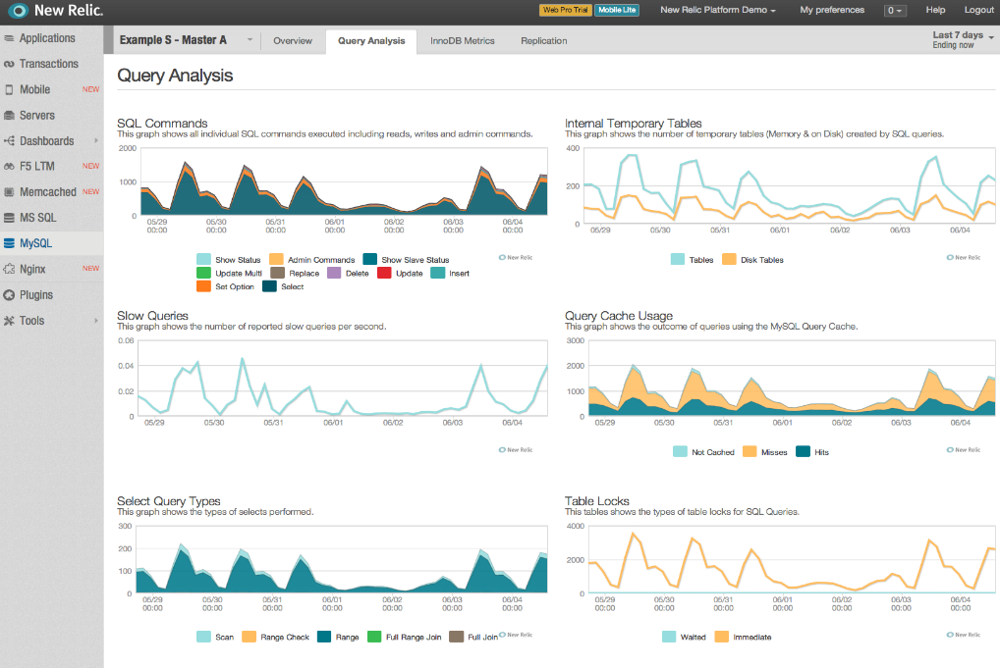 New Relic.
Web Pro Trial
Mobile Lite
New Relic Platform Demo
My preferences
0
Help
Logout
Applications
Transactions
Mobile NEW
Servers
Dashboards
F5 LTM NEW
Memcached NEW
MS SQL
MySQL
Nginx NEW
Plugins
Tools
Example S - Master A
Overview
Query Analysis
InnoDB Metrics
Replication
Last 7 days
Ending now
Query Analysis
SQL Commands
This graph shows all individual SQL commands executed including reads, writes and admin commands.
2000
1000
0
05/29 05/30 05/31 06/01 06/02 06/03 06/04
00:00 00:00 00:00 00:00 00:00 00:00 00:00
Show Status Admin Commands Show Slave Status
Update Multi Replace Delete Update Insert
Set Option Select
New Relic
Internal Temporary Tables
This graph shows the number of temporary tables (Memory & on Disk) created by SQL queries.
400
200
0
05/29 05/30 05/31 06/01 06/02 06/03 06/04
Tables Disk Tables
New Relic
Slow Queries
This graph shows the number of reported slow queries per second.
0.06
0.04
0.02
0
05/29 05/30 05/31 06/01 06/02 06/03 06/04
New Relic
Query Cache Usage
This graph shows the outcome of queries using the MySQL Query Cache.
3000
2000
1000
0
05/29 05/30 05/31 06/01 06/02 06/03 06/04
Not Cached Misses Hits
New Relic
Select Query Types
This graph shows the types of selects performed.
300
200
100
0
05/29 05/30 05/31 06/01 06/02 06/03 06/04
00:00 00:00 00:00 00:00 00:00 00:00 00:00
Scan Range Check Range Full Range Join Full Join
New Relic
Table Locks
This tables shows the types of table locks for SQL Queries.
4000
2000
0
05/29 05/30 05/31 06/01 06/02 06/03 06/04
00:00 00:00 00:00 00:00 00:00 00:00 00:00
Waited Immediate
New Relic